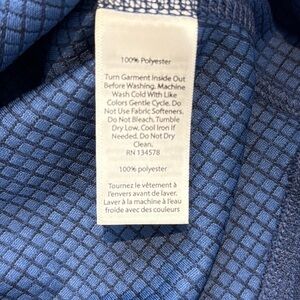 100% Polyester
Turn Garment Inside Out
Before Washing. Machine
Wash Cold With Like
Colors Gentle Cycle. Do
Not Use Fabric Softeners.
Do Not Bleach. Tumble
Dry Low. Cool Iron If
Needed. Do Not Dry
Clean.
RN 134578
100% polyester
Tournez le vêtement à
l'envers avant de laver.
Laver à la machine à l'eau
froide avec des couleurs